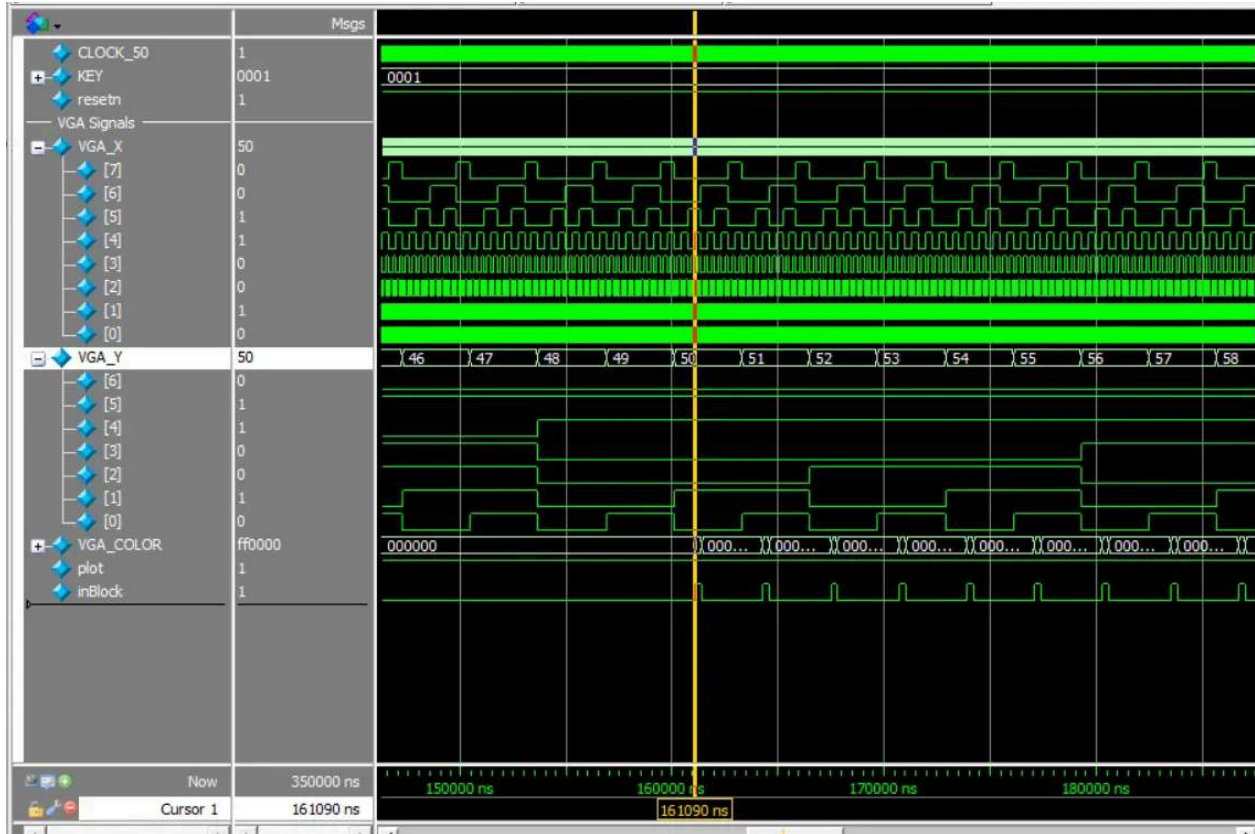 Msgs
CLOCK_50 1
KEY 0001 0001
resetn 1
VGA Signals
VGA_X 50
[7] 0
[6] 0
[5] 1
[4] 1
[3] 0
[2] 0
[1] 1
[0] 0
VGA_Y 50 46 47 48 49 50 51 52 53 54 55 56 57 58
[6] 0
[5] 1
[4] 1
[3] 0
[2] 0
[1] 1
[0] 0
VGA_COLOR ff0000 000000 000... 000... 000... 000... 000... 000... 000... 000...
plot 1
inBlock 1
Now 350000 ns 150000 ns 160000 ns 170000 ns 180000 ns
Cursor 1 161090 ns 161090 ns